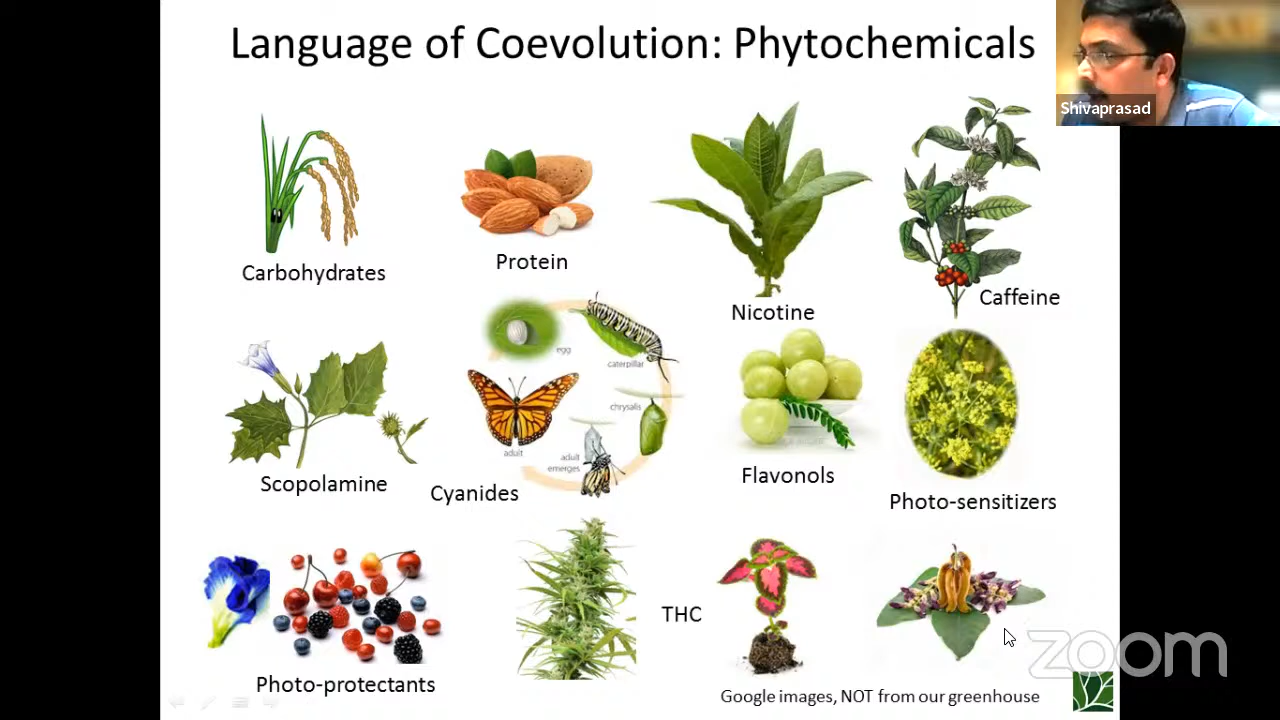 Language of Coevolution: Phytochemicals
Shivaprasad
Carbohydrates
Protein
Nicotine
Caffeine
egg
caterpillar
chrysalis
adult
emerges
adult
Scopolamine
Cyanides
Flavonols
Photo-sensitizers
Photo-protectants
THC
Google images, NOT from our greenhouse
zoom